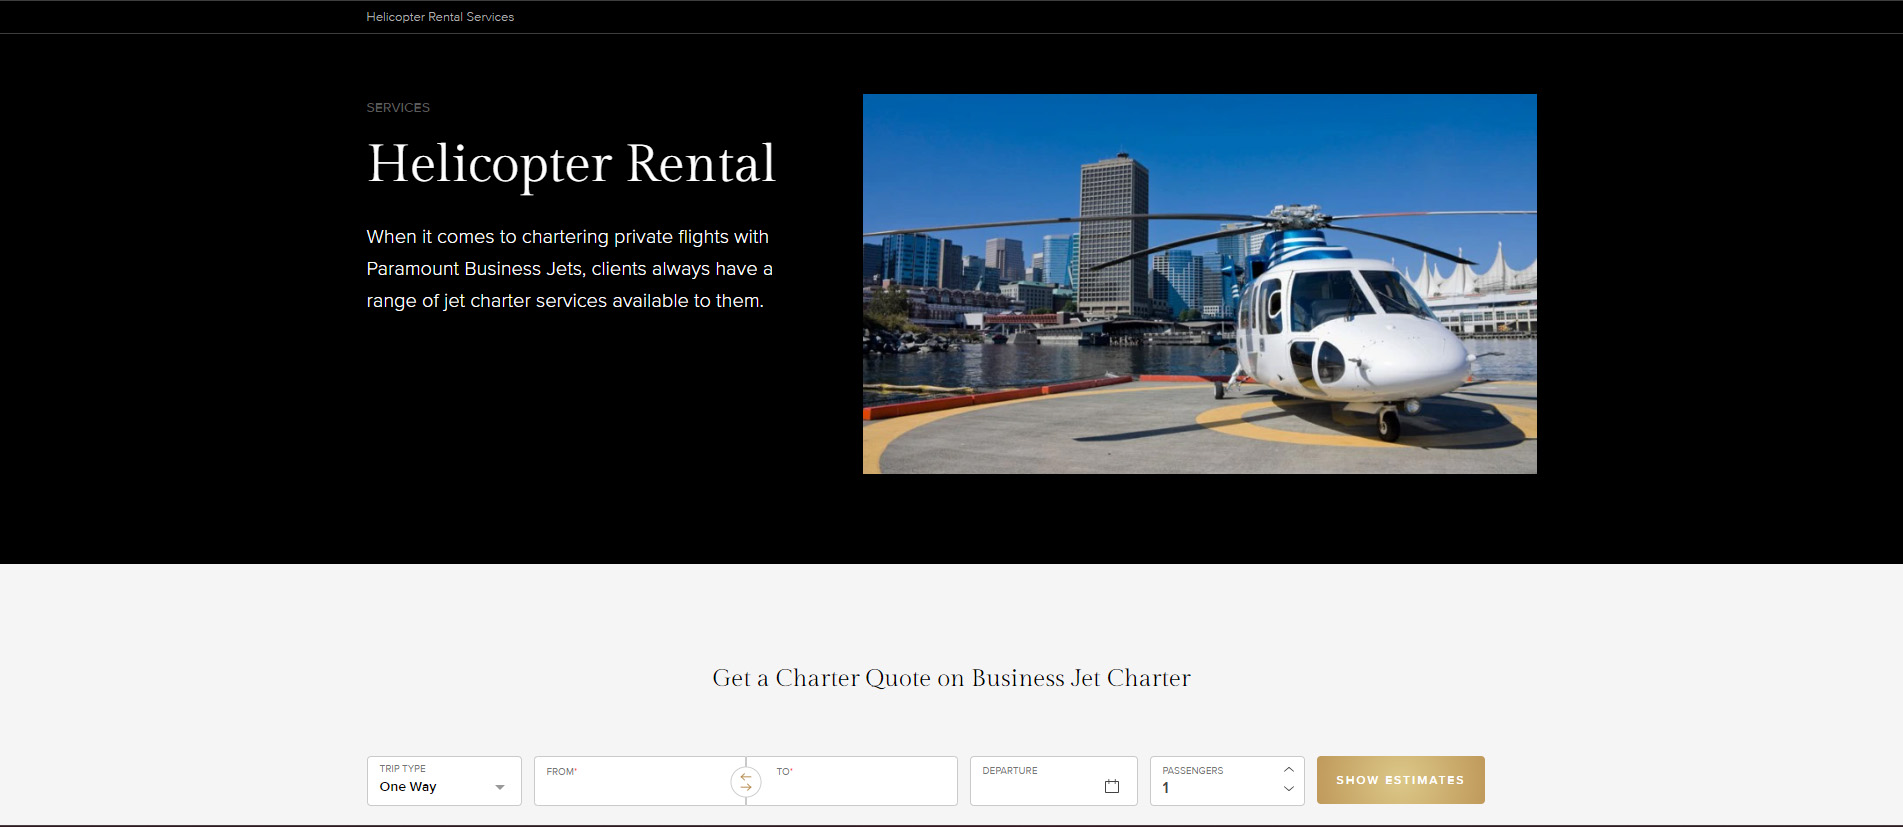 Helicopter Rental Services
SERVICES
Helicopter Rental
When it comes to chartering private flights with
Paramount Business Jets, clients always have a
range of jet charter services available to them.
Get a Charter Quote on Business Jet Charter
TRIP TYPE
One Way
FROM*
TO*
DEPARTURE
PASSENGERS
1
SHOW ESTIMATES